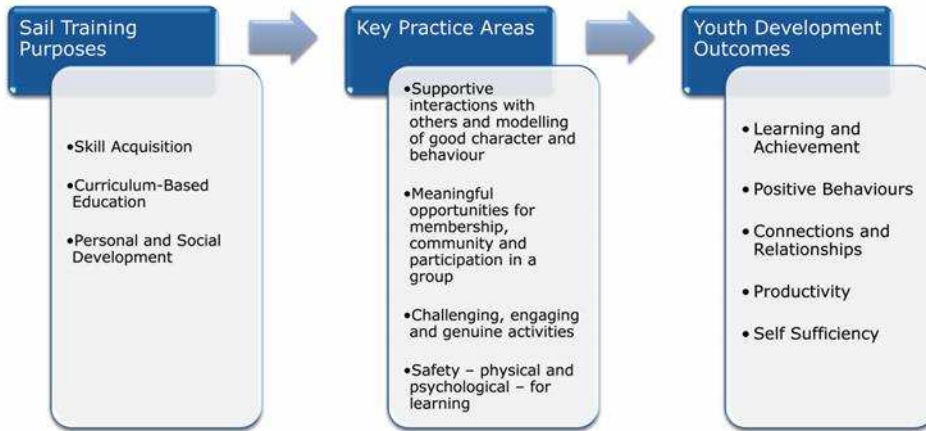 Sail Training
Purposes
•Skill Acquisition
•Curriculum-Based
Education
•Personal and Social
Development
Key Practice Areas
•Supportive
interactions with
others and modelling
of good character and
behaviour
•Meaningful
opportunities for
membership,
community and
participation in a
group
•Challenging, engaging
and genuine activities
•Safety – physical and
psychological – for
learning
Youth Development
Outcomes
• Learning and
Achievement
• Positive Behaviours
• Connections and
Relationships
• Productivity
• Self Sufficiency